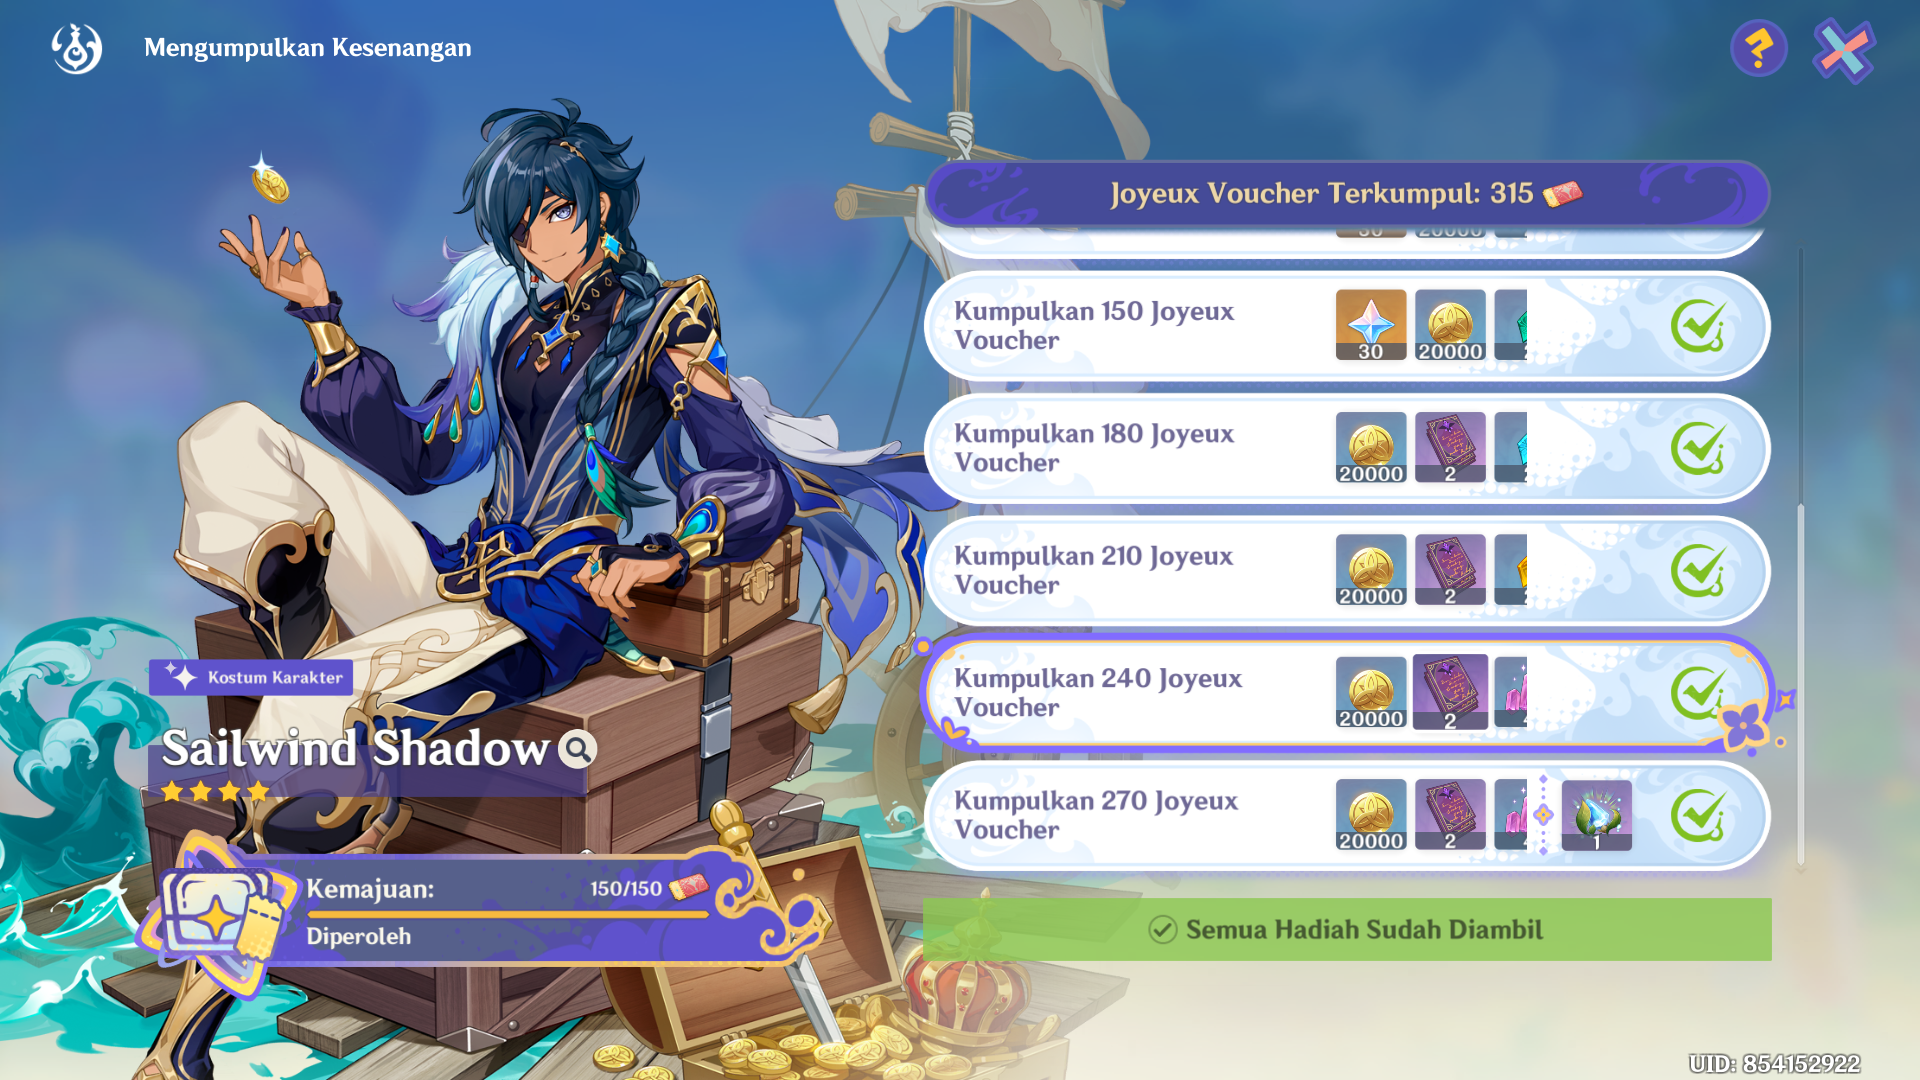 Mengumpulkan Kesenangan
Joyeux Voucher Terkumpul: 315
30
20000
Kumpulkan 150 Joyeux
Voucher
30
20000
Kumpulkan 180 Joyeux
Voucher
20000
2
Kumpulkan 210 Joyeux
Voucher
20000
2
Kumpulkan 240 Joyeux
Voucher
20000
2
Kumpulkan 270 Joyeux
Voucher
20000
2
1
Semua Hadiah Sudah Diambil
Kostum Karakter
Sailwind Shadow
Kemajuan:
150/150
Diperoleh
UID: 854152922